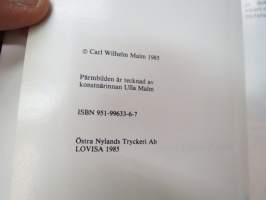 © Carl Wilhelm Malm 1985
Pärmbilden är tecknad av
konstnärinnan Ulla Malm
ISBN 951-99633-6-7
Östra Nylands Tryckeri Ab
LOVISA 1985